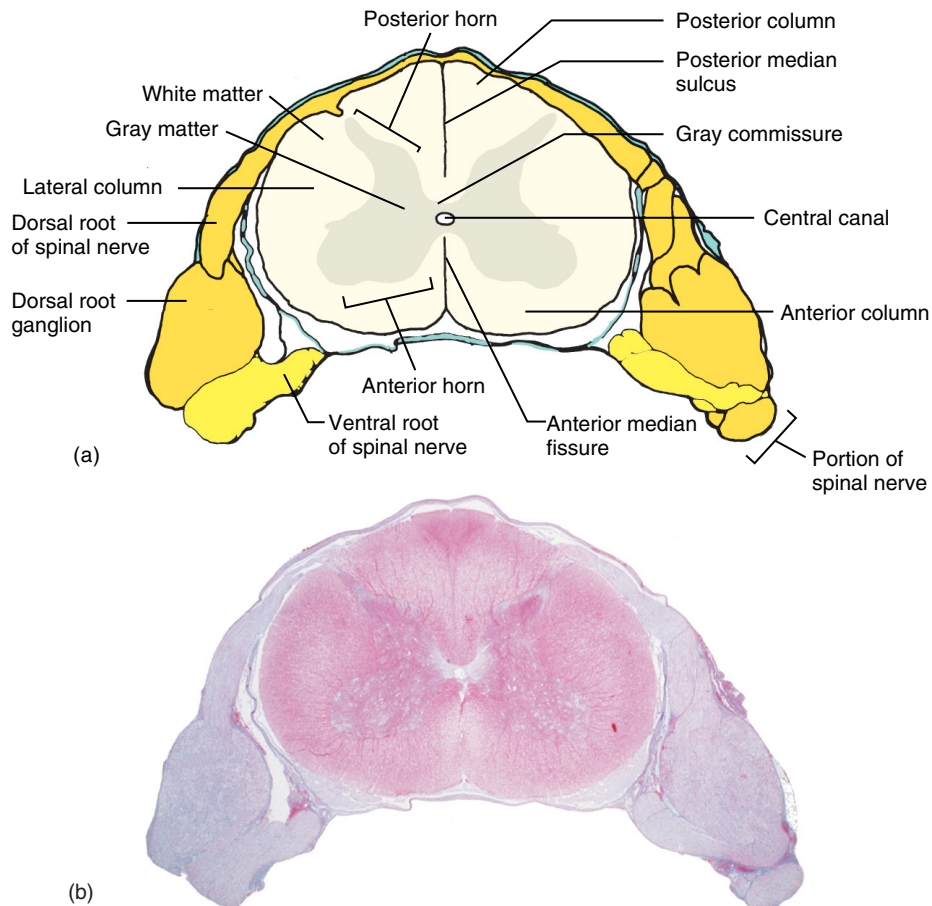 Posterior horn
Posterior column
Posterior median
sulcus
White matter
Gray matter
Gray commissure
Lateral column
Dorsal root
of spinal nerve
Central canal
Dorsal root
ganglion
Anterior column
Anterior horn
Ventral root
of spinal nerve
Anterior median
fissure
(a)
Portion of
spinal nerve
(b)